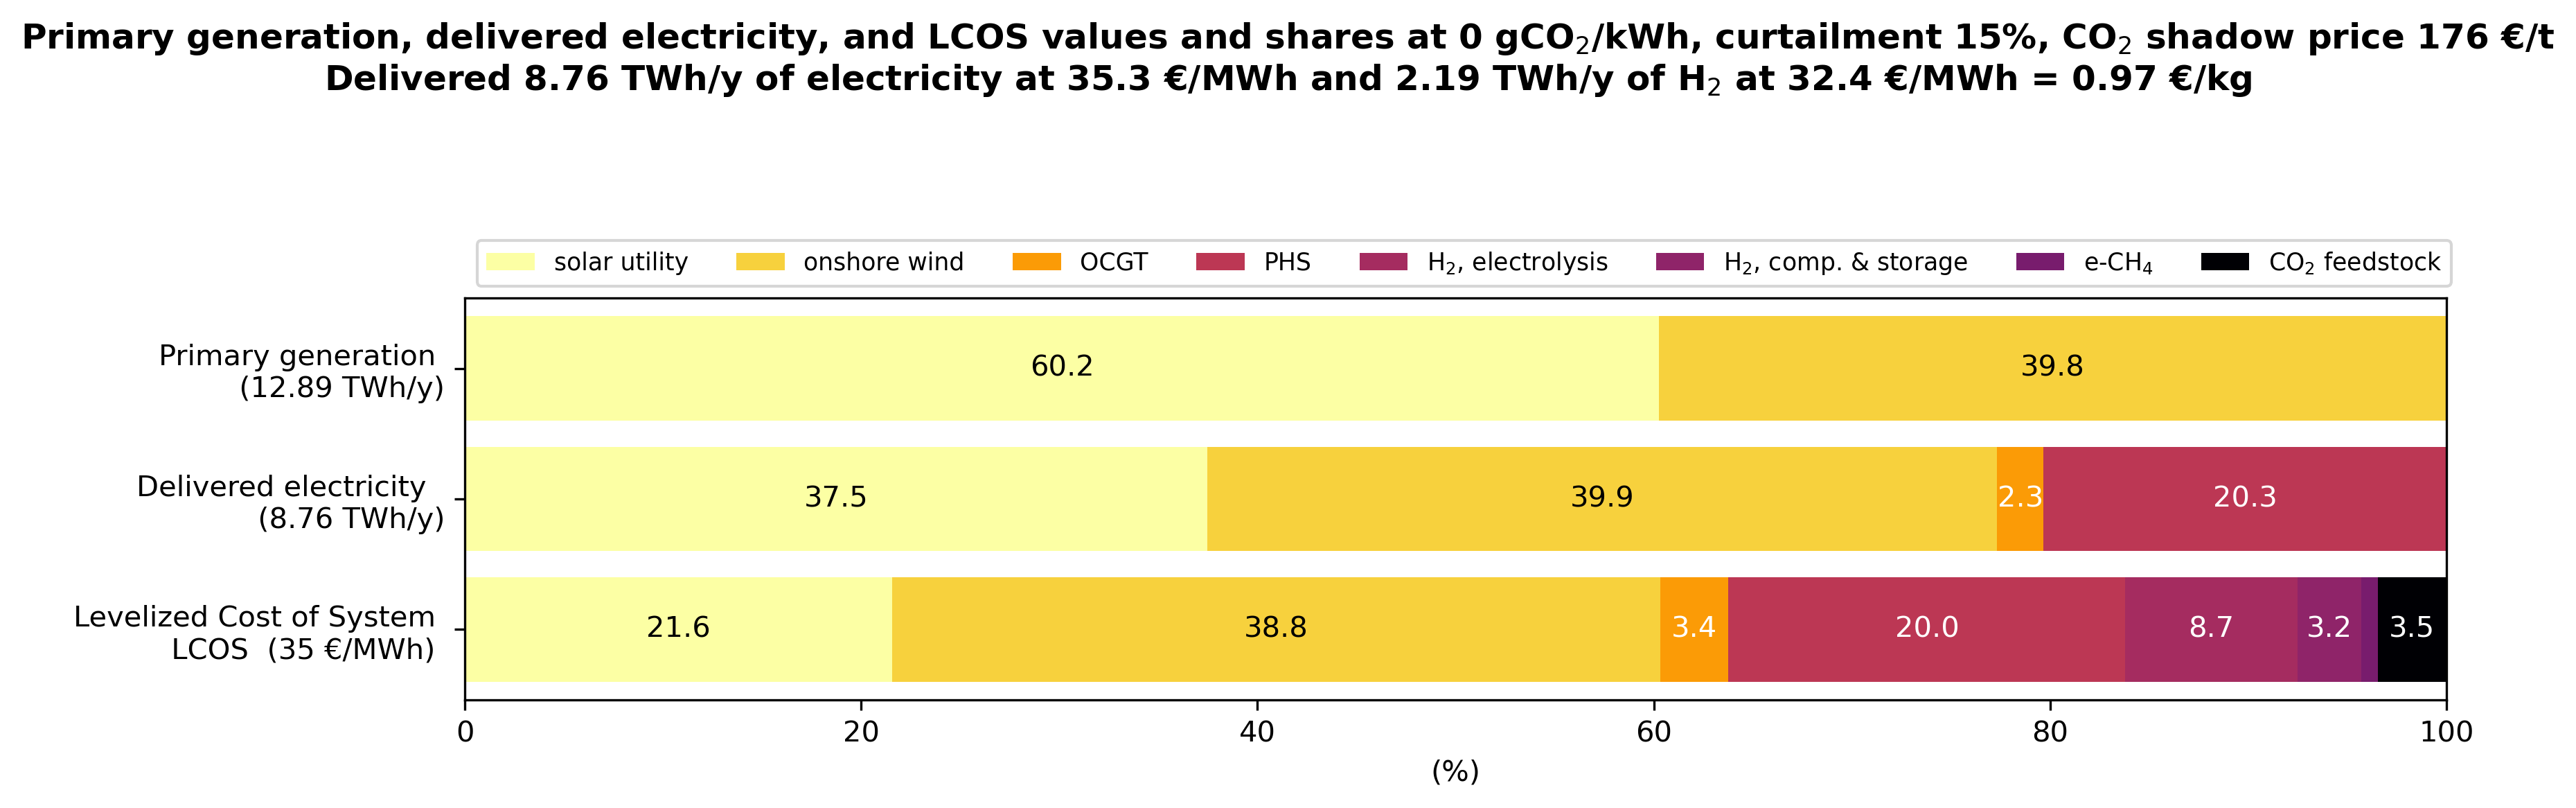 Primary generation, delivered electricity, and LCOS values and shares at 0 gCO₂/kWh, curtailment 15%, CO₂ shadow price 176 €/t
Delivered 8.76 TWh/y of electricity at 35.3 €/MWh and 2.19 TWh/y of H₂ at 32.4 €/MWh = 0.97 €/kg
solar utility onshore wind OCGT PHS H₂, electrolysis H₂, comp. & storage e-CH₄ CO₂ feedstock
Primary generation
(12.89 TWh/y)
60.2 39.8
Delivered electricity
(8.76 TWh/y)
37.5 39.9 2.3 20.3
Levelized Cost of System
LCOS (35 €/MWh)
21.6 38.8 3.4 20.0 8.7 3.2 3.5
0 20 40 60 80 100
(%)